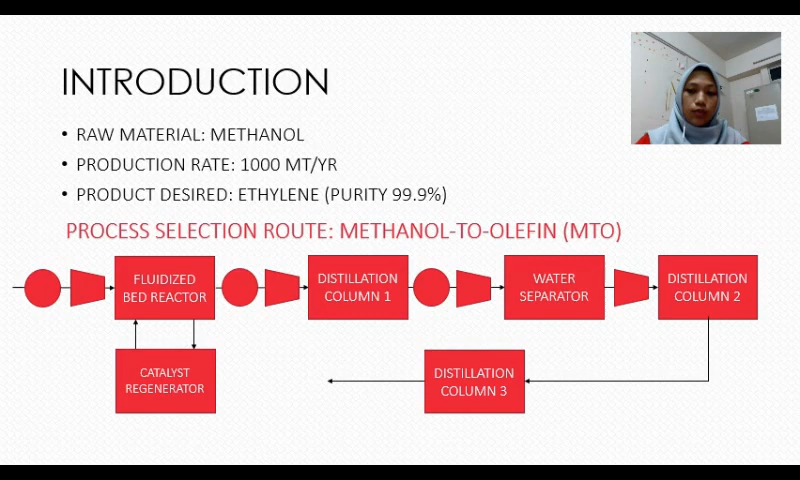 INTRODUCTION
• RAW MATERIAL: METHANOL
• PRODUCTION RATE: 1000 MT/YR
• PRODUCT DESIRED: ETHYLENE (PURITY 99.9%)
PROCESS SELECTION ROUTE: METHANOL-TO-OLEFIN (MTO)
FLUIDIZED
BED REACTOR
DISTILLATION
COLUMN 1
WATER
SEPARATOR
DISTILLATION
COLUMN 2
CATALYST
REGENERATOR
DISTILLATION
COLUMN 3